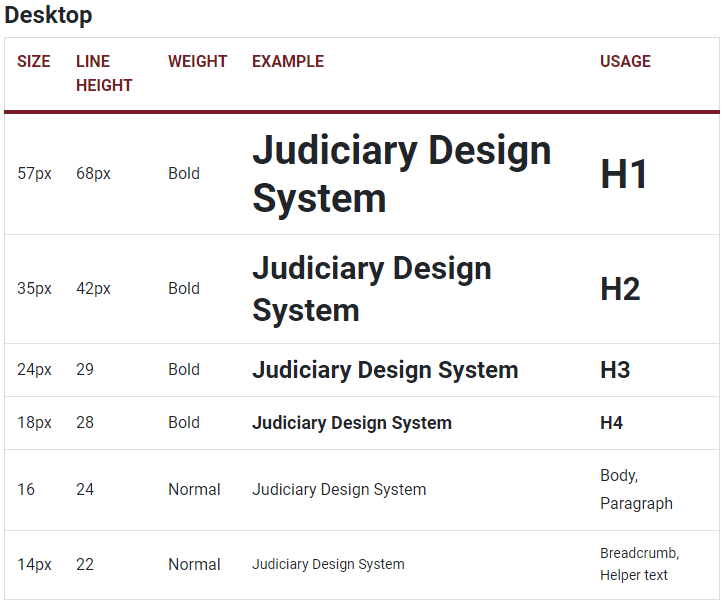 Desktop
SIZE LINE HEIGHT WEIGHT EXAMPLE USAGE
57px 68px Bold Judiciary Design System H1
35px 42px Bold Judiciary Design System H2
24px 29 Bold Judiciary Design System H3
18px 28 Bold Judiciary Design System H4
16 24 Normal Judiciary Design System Body, Paragraph
14px 22 Normal Judiciary Design System Breadcrumb, Helper text